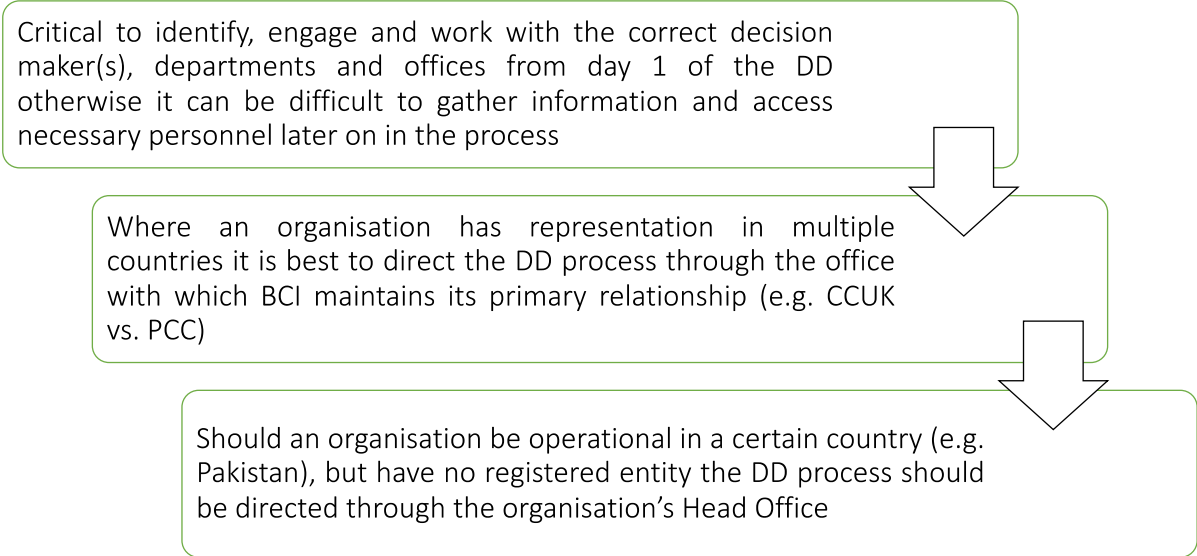 Critical to identify, engage and work with the correct decision
maker(s), departments and offices from day 1 of the DD
otherwise it can be difficult to gather information and access
necessary personnel later on in the process
Where an organisation has representation in multiple
countries it is best to direct the DD process through the office
with which BCI maintains its primary relationship (e.g. CCUK
vs. PCC)
Should an organisation be operational in a certain country (e.g.
Pakistan), but have no registered entity the DD process should
be directed through the organisation’s Head Office